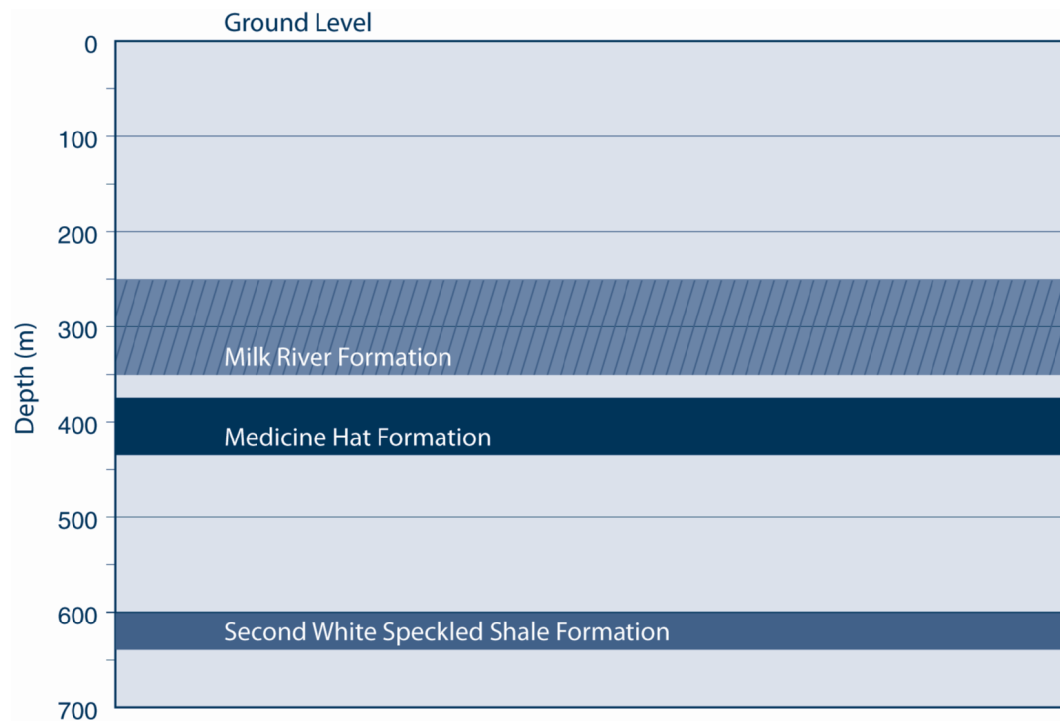 Ground Level
0
100
200
300
Milk River Formation
Depth (m)
400
Medicine Hat Formation
500
600
Second White Speckled Shale Formation
700